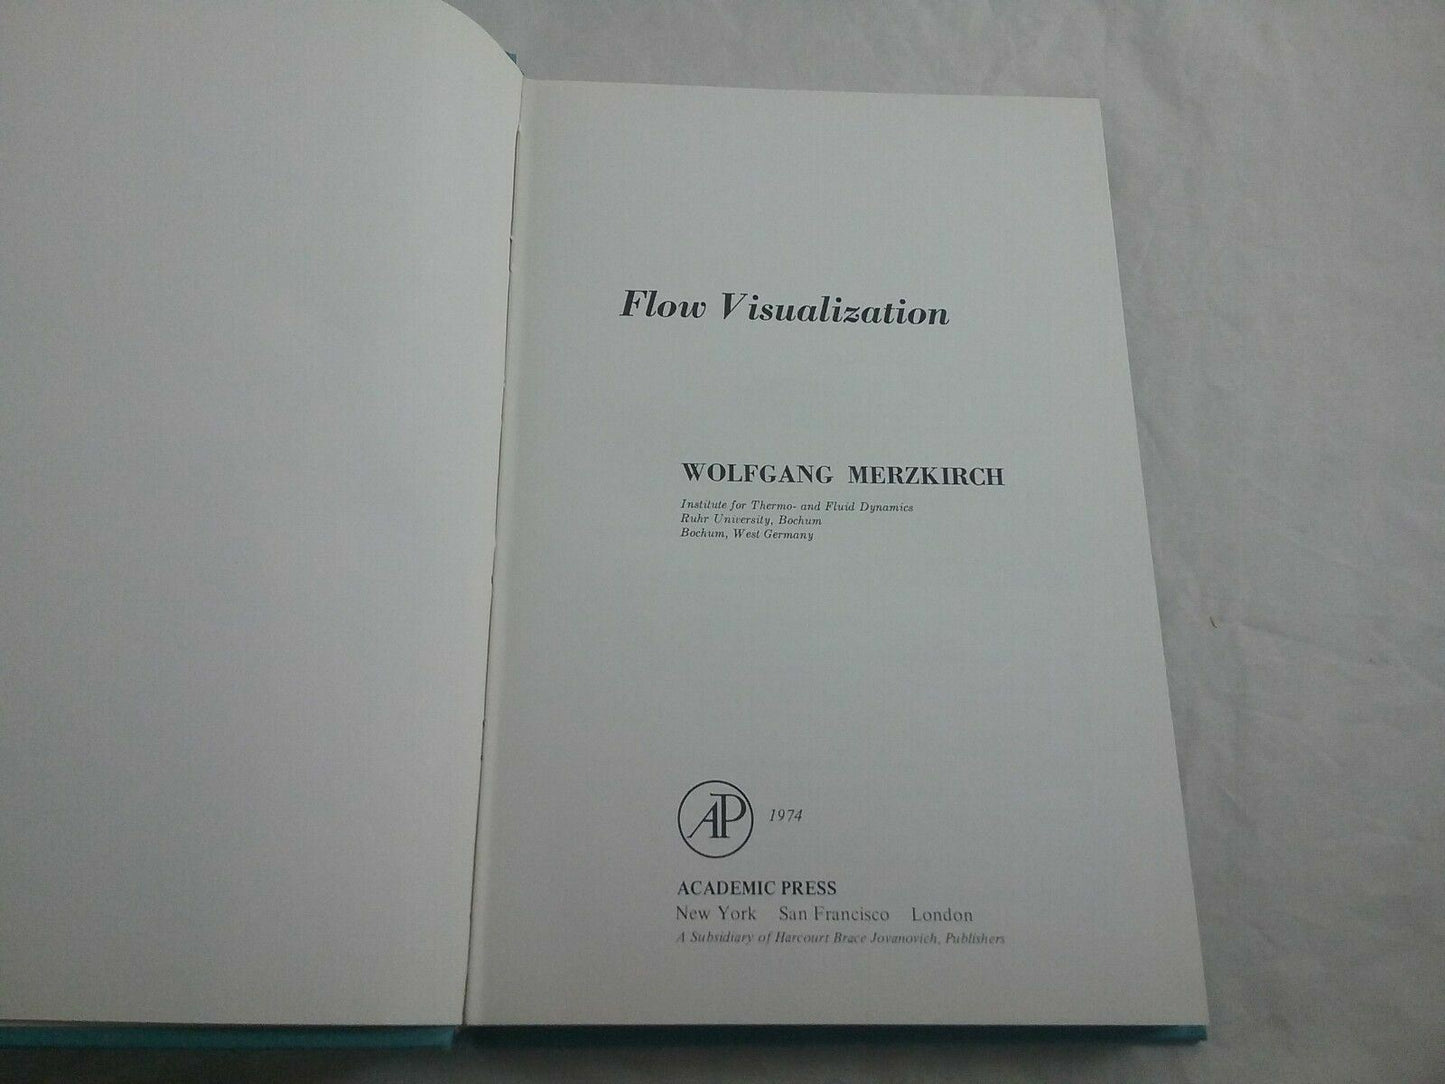 Flow Visualization
WOLFGANG MERZKIRCH
Institute for Thermo- and Fluid Dynamics
Ruhr University, Bochum
Bochum, West Germany
AP 1974
ACADEMIC PRESS
New York San Francisco London
A Subsidiary of Harcourt Brace Jovanovich, Publishers